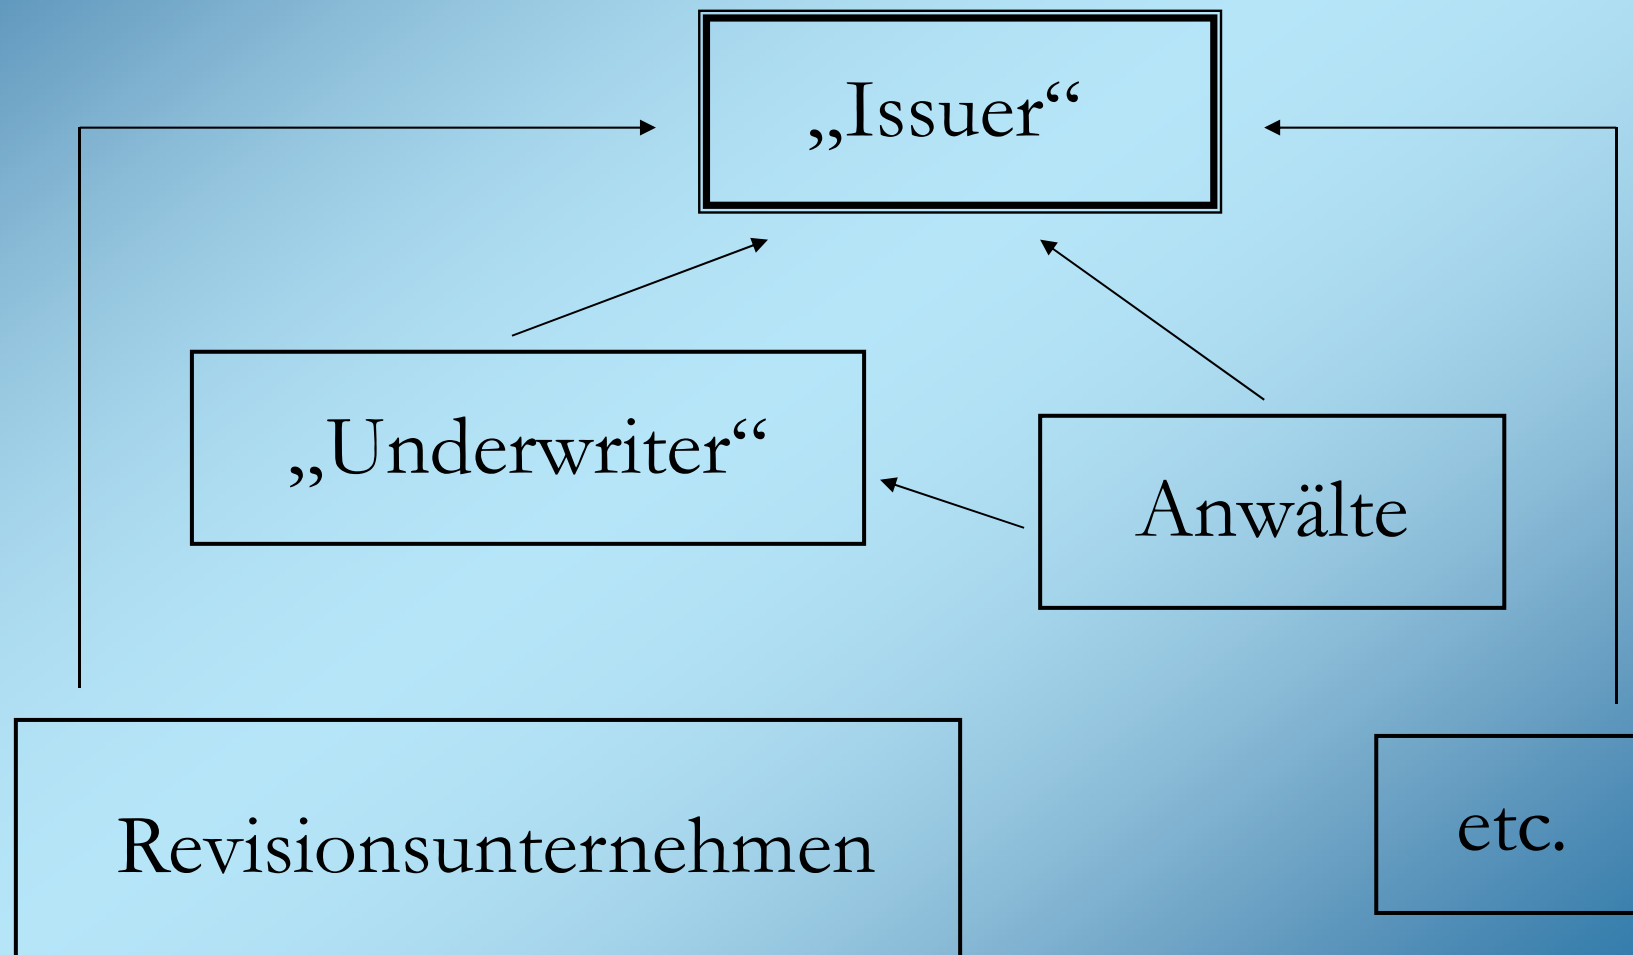 „Issuer“
„Underwriter“
Anwälte
Revisionsunternehmen
etc.